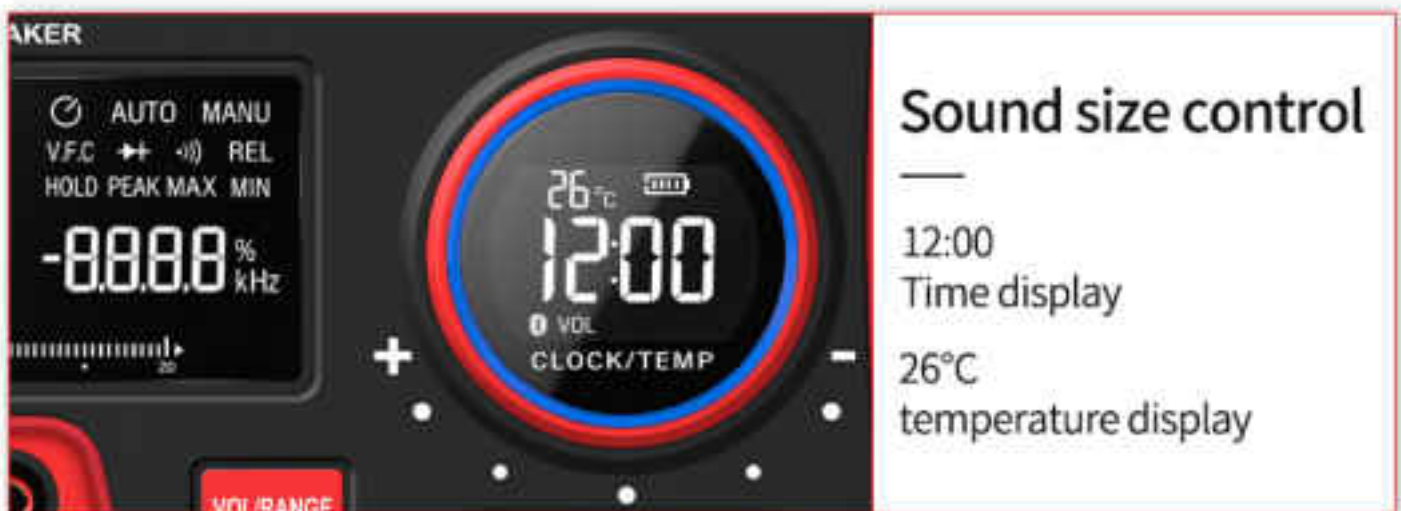 AKER
AUTO MANU
V.F.C REL
HOLD PEAK MAX MIN
-8.8.8.8 %
kHz
20
26°C
12:00
VOL
CLOCK/TEMP
+ -
VOL/RANGE
Sound size control
12:00
Time display
26°C
temperature display